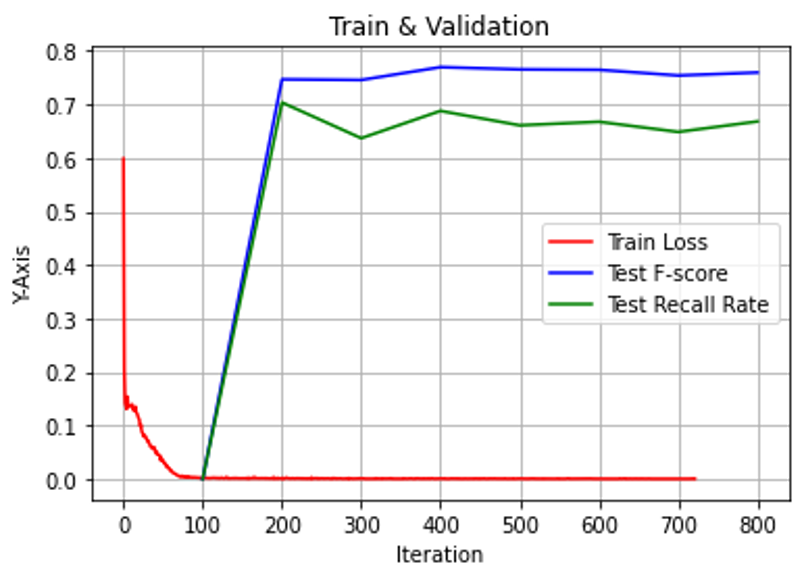 Train & Validation
0.8
0.7
0.6
0.5
0.4
0.3
0.2
0.1
0.0
Y-Axis
Train Loss
Test F-score
Test Recall Rate
0 100 200 300 400 500 600 700 800
Iteration